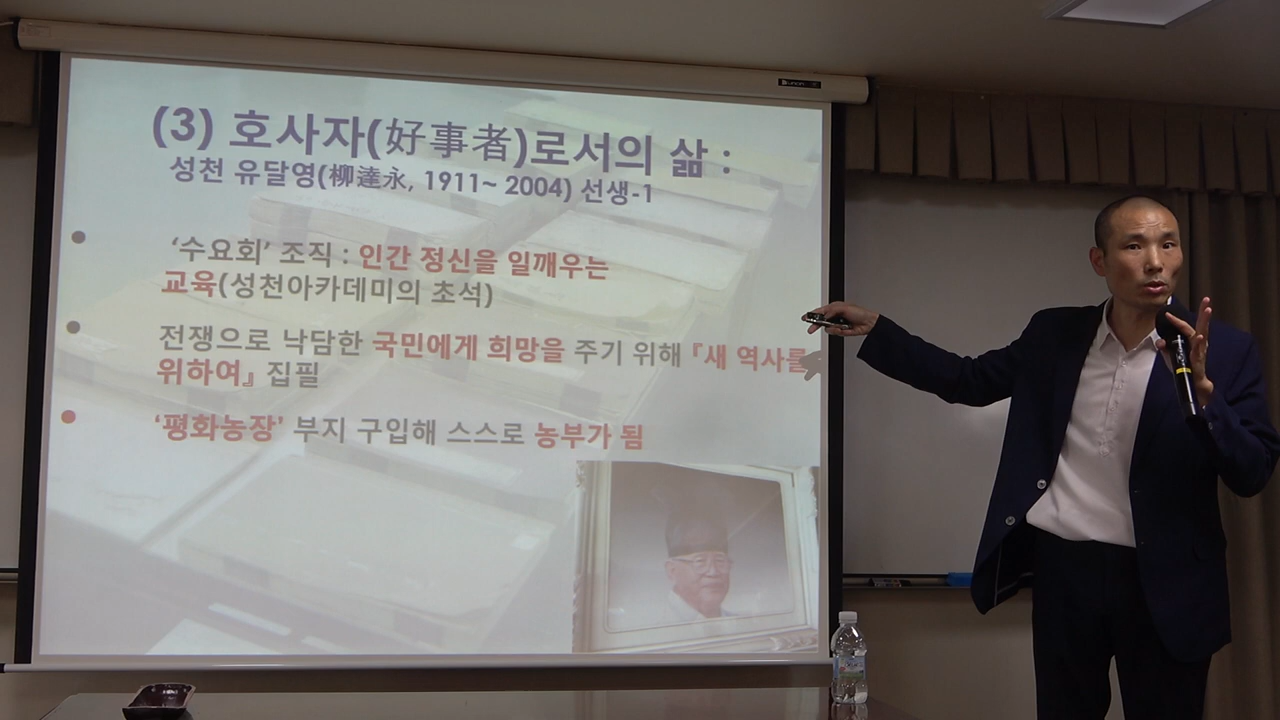 (3) 호사자(好事者)로서의 삶 :
성천 유달영(柳達永, 1911~ 2004) 선생-1
‘수요회’ 조직 : 인간 정신을 일깨우는
교육(성천아카데미의 초석)
전쟁으로 낙담한 국민에게 희망을 주기 위해 『새 역사를
위하여』 집필
‘평화농장’ 부지 구입해 스스로 농부가 됨